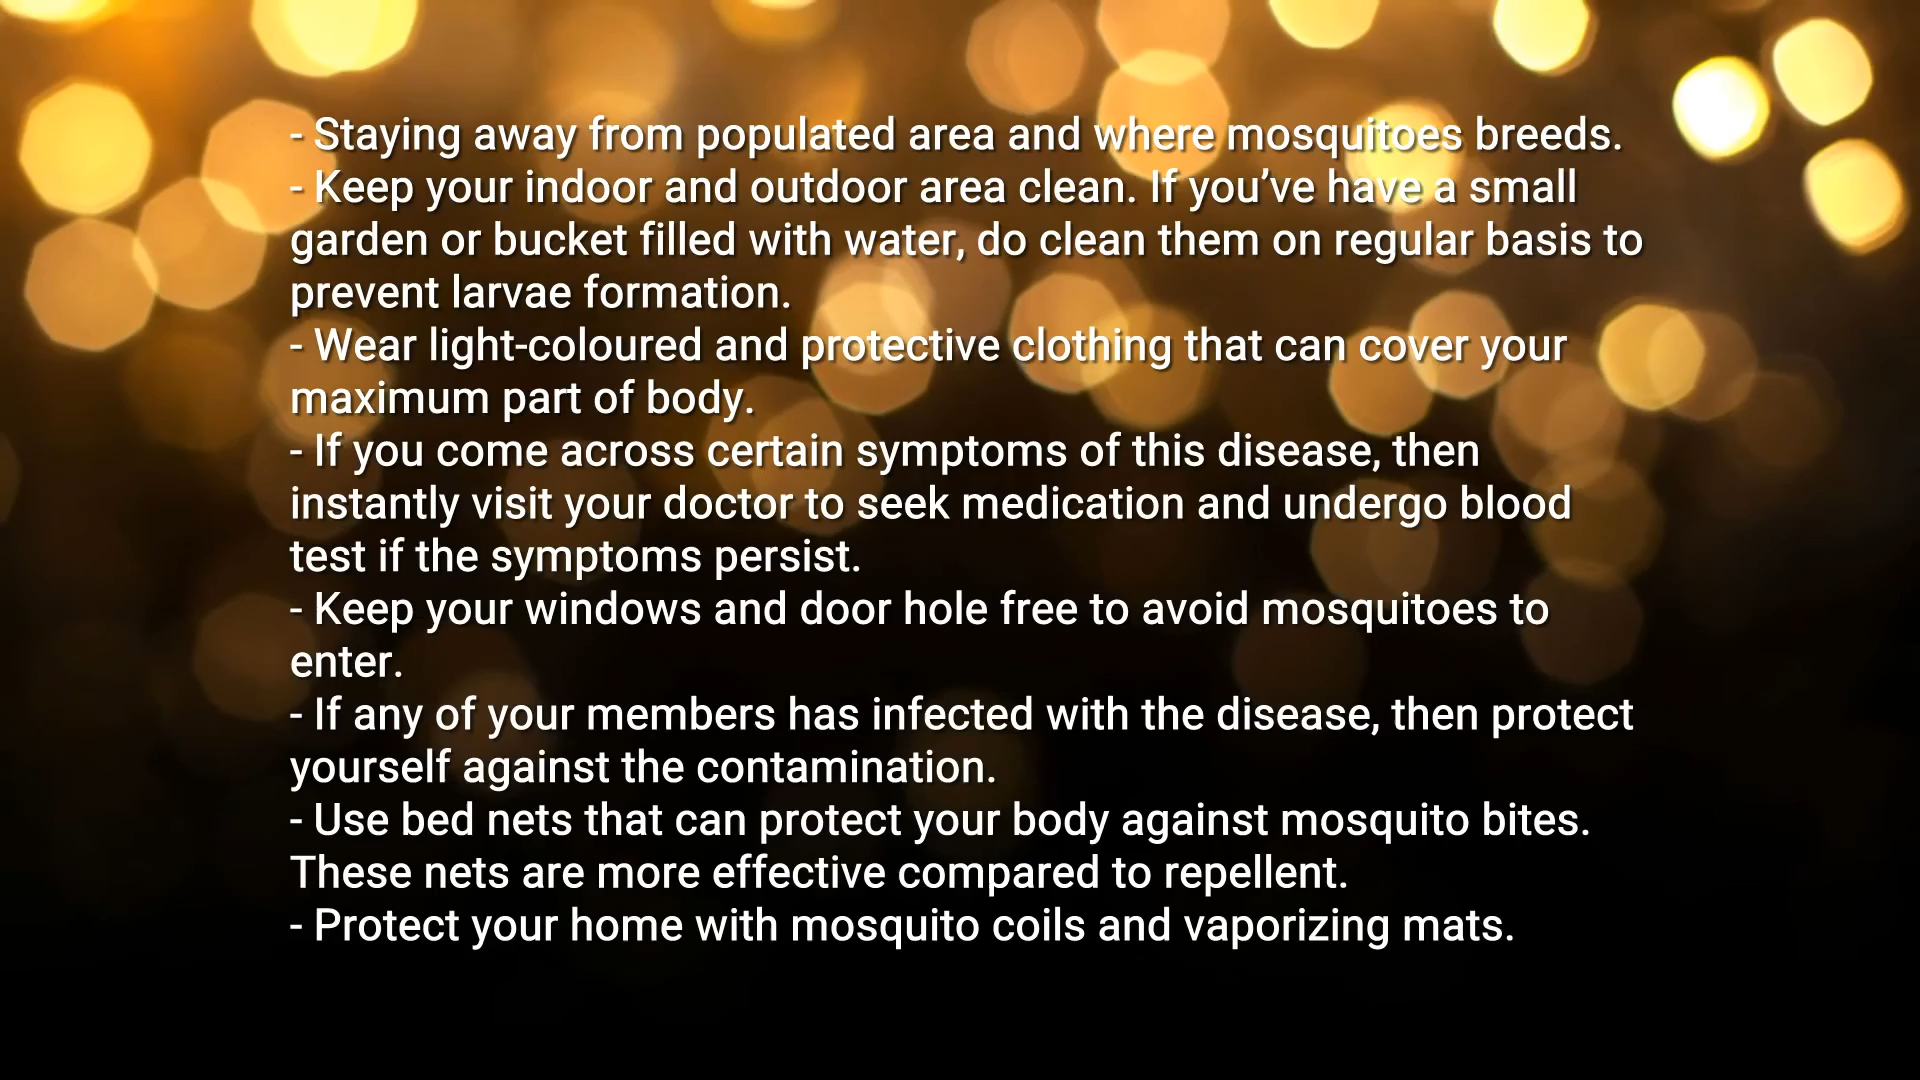 - Staying away from populated area and where mosquitoes breeds.
- Keep your indoor and outdoor area clean. If you’ve have a small
garden or bucket filled with water, do clean them on regular basis to
prevent larvae formation.
- Wear light-coloured and protective clothing that can cover your
maximum part of body.
- If you come across certain symptoms of this disease, then
instantly visit your doctor to seek medication and undergo blood
test if the symptoms persist.
- Keep your windows and door hole free to avoid mosquitoes to
enter.
- If any of your members has infected with the disease, then protect
yourself against the contamination.
- Use bed nets that can protect your body against mosquito bites.
These nets are more effective compared to repellent.
- Protect your home with mosquito coils and vaporizing mats.